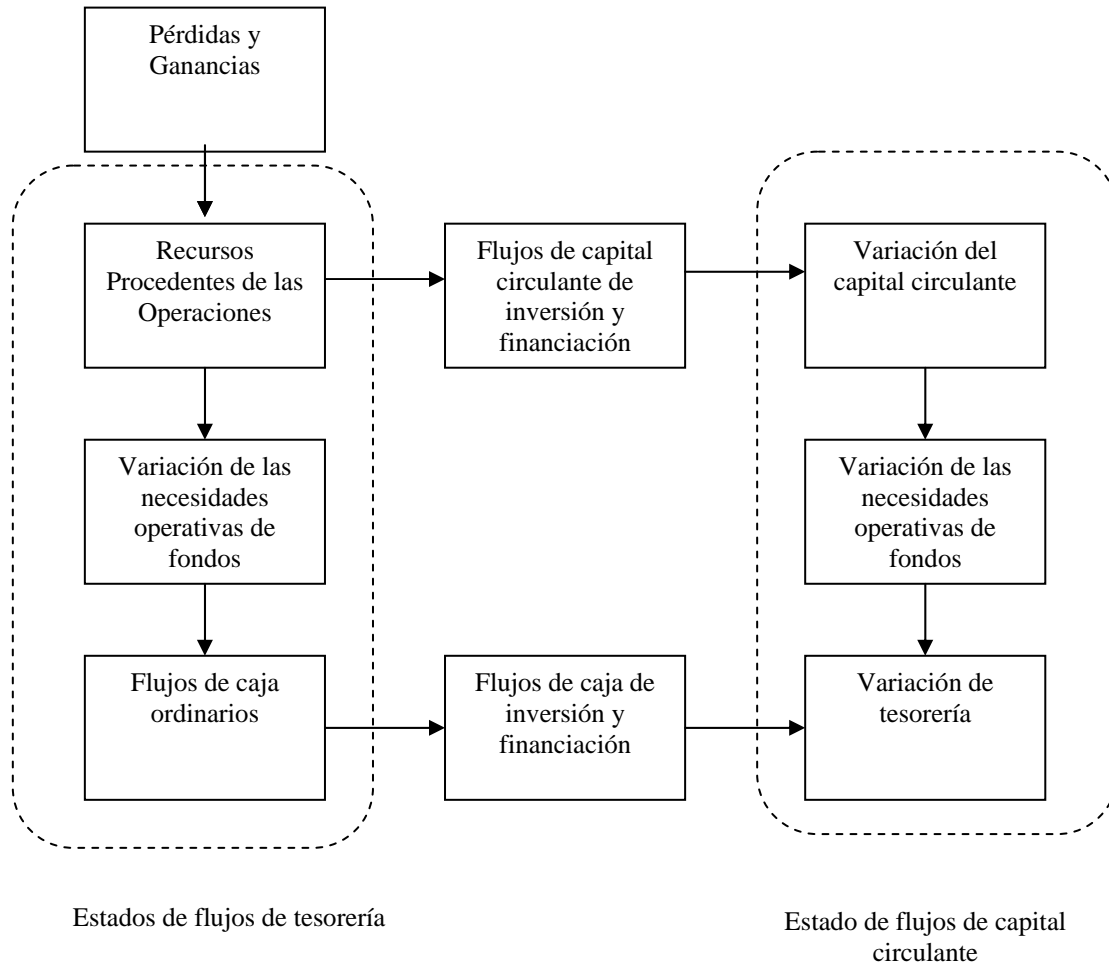 Pérdidas y
Ganancias
Recursos
Procedentes de las
Operaciones
Flujos de capital
circulante de
inversión y
financiación
Variación del
capital circulante
Variación de las
necesidades
operativas de
fondos
Variación de las
necesidades
operativas de
fondos
Flujos de caja
ordinarios
Flujos de caja de
inversión y
financiación
Variación de
tesorería
Estados de flujos de tesorería
Estado de flujos de capital
circulante